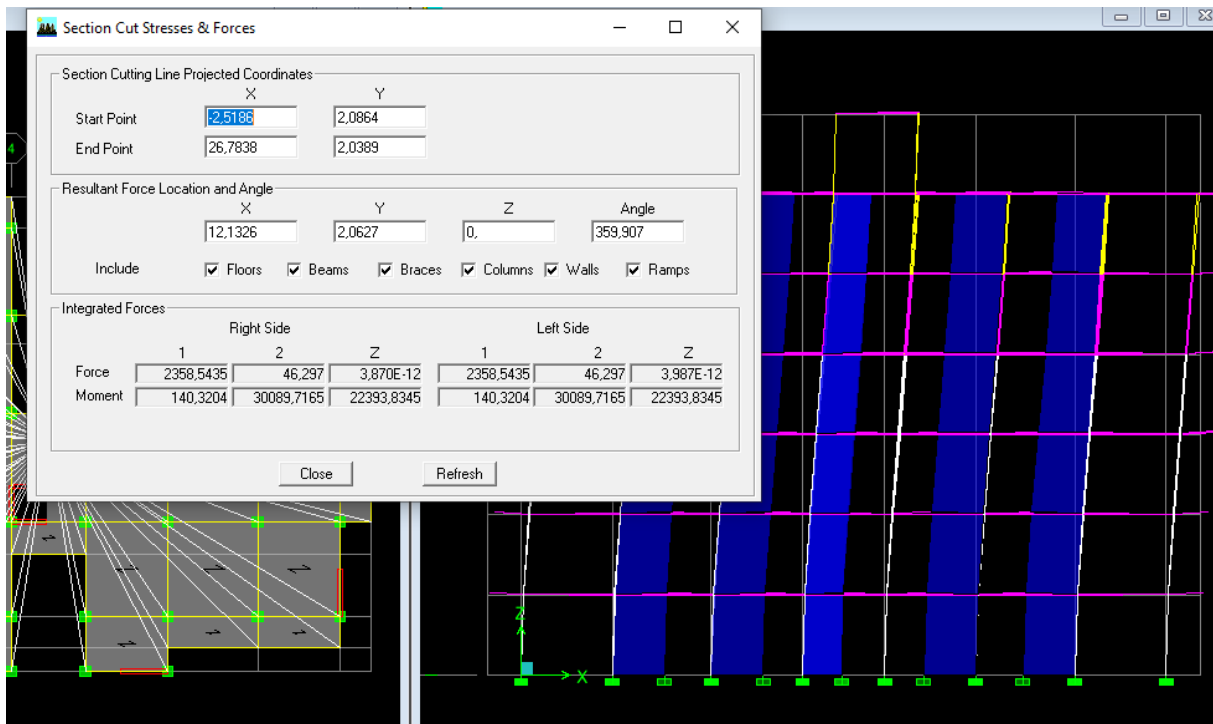 Section Cut Stresses & Forces
Section Cutting Line Projected Coordinates
X Y
Start Point -2,5186 2,0864
End Point 26,7838 2,0389
Resultant Force Location and Angle
X Y Z Angle
12,1326 2,0627 0, 359,907
Include Floors Beams Braces Columns Walls Ramps
Integrated Forces
Right Side Left Side
1 2 Z 1 2 Z
Force 2358,5435 46,297 3,870E-12 2358,5435 46,297 3,987E-12
Moment 140,3204 30089,7165 22393,8345 140,3204 30089,7165 22393,8345
Close Refresh
4
Z
X